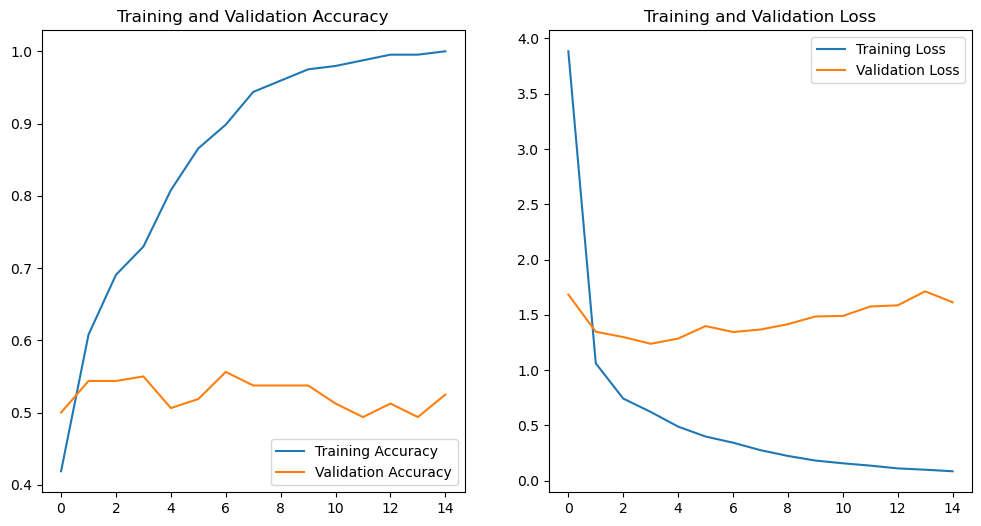 Training and Validation Accuracy
1.0
0.9
0.8
0.7
0.6
0.5
0.4
0 2 4 6 8 10 12 14
Training Accuracy
Validation Accuracy
Training and Validation Loss
4.0
3.5
3.0
2.5
2.0
1.5
1.0
0.5
0.0
0 2 4 6 8 10 12 14
Training Loss
Validation Loss